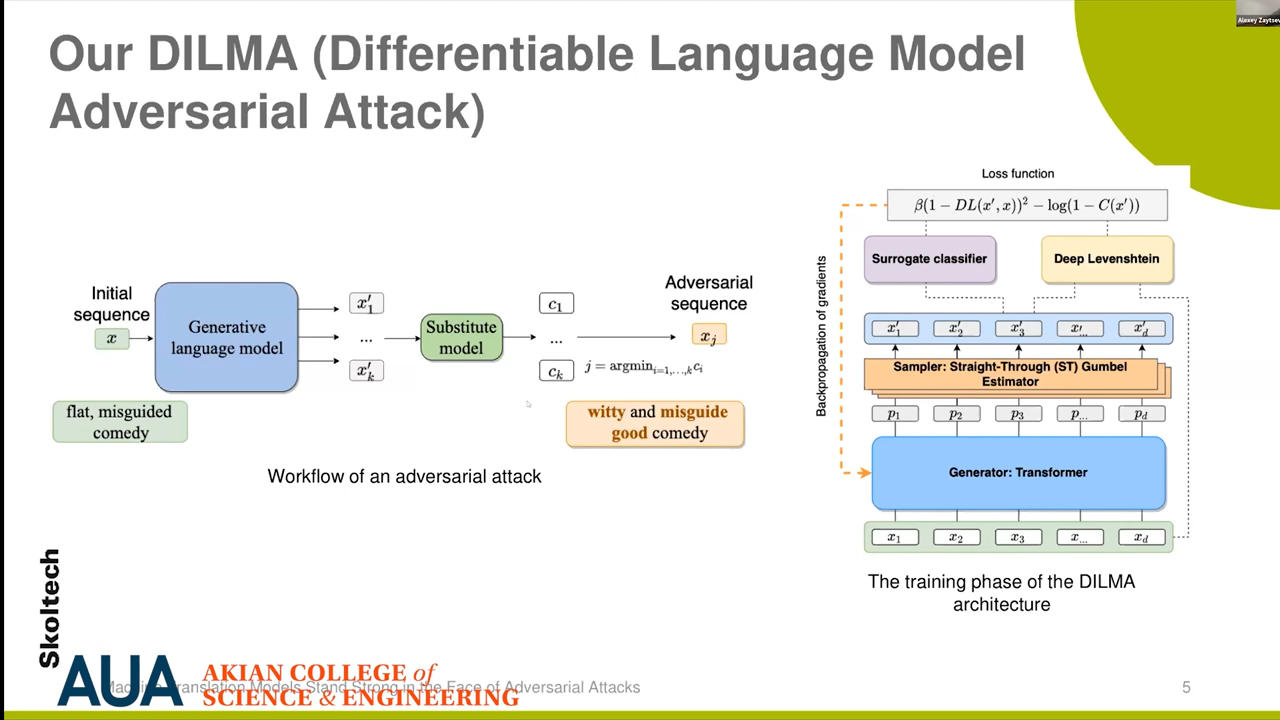 Alexey Zaytsev
Our DILMA (Differentiable Language Model
Adversarial Attack)
Initial
sequence
x
Generative
language model
x′₁
...
x′ₖ
Substitute
model
c₁
...
cₖ
j = argminᵢ₌₁,…,ₖcᵢ
Adversarial
sequence
xⱼ
flat, misguided
comedy
witty and misguide
good comedy
Workflow of an adversarial attack
Loss function
β(1 − DL(x′, x))² − log(1 − C(x′))
Surrogate classifier
Deep Levenshtein
Backpropagation of gradients
x′₁ x′₂ x′₃ x′... x′d
Sampler: Straight-Through (ST) Gumbel
Estimator
p₁ p₂ p₃ p... pd
Generator: Transformer
x₁ x₂ x₃ x... xd
The training phase of the DILMA
architecture
Skoltech
AUA
AKIAN COLLEGE of
SCIENCE & ENGINEERING
Machine Translation Models Stand Strong in the Face of Adversarial Attacks
5